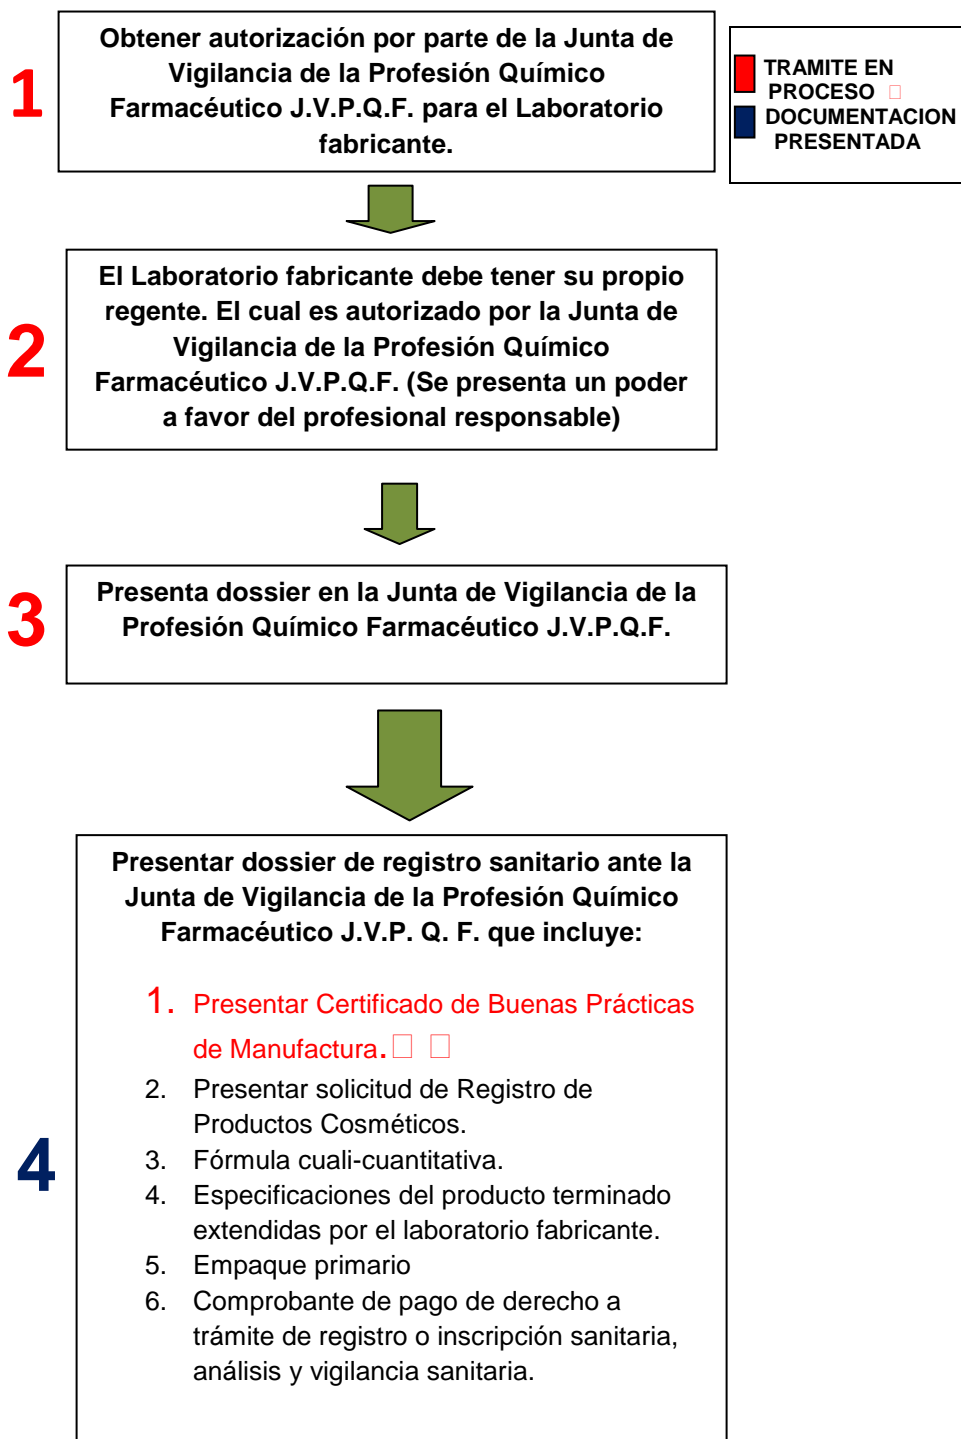 1
Obtener autorización por parte de la Junta de
Vigilancia de la Profesión Químico
Farmacéutico J.V.P.Q.F. para el Laboratorio
fabricante.
TRAMITE EN
PROCESO
DOCUMENTACION
PRESENTADA
2
El Laboratorio fabricante debe tener su propio
regente. El cual es autorizado por la Junta de
Vigilancia de la Profesión Químico
Farmacéutico J.V.P.Q.F. (Se presenta un poder
a favor del profesional responsable)
3
Presenta dossier en la Junta de Vigilancia de la
Profesión Químico Farmacéutico J.V.P.Q.F.
4
Presentar dossier de registro sanitario ante la
Junta de Vigilancia de la Profesión Químico
Farmacéutico J.V.P. Q. F. que incluye:
1. Presentar Certificado de Buenas Prácticas
de Manufactura.
2. Presentar solicitud de Registro de
Productos Cosméticos.
3. Fórmula cuali-cuantitativa.
4. Especificaciones del producto terminado
extendidas por el laboratorio fabricante.
5. Empaque primario
6. Comprobante de pago de derecho a
trámite de registro o inscripción sanitaria,
análisis y vigilancia sanitaria.